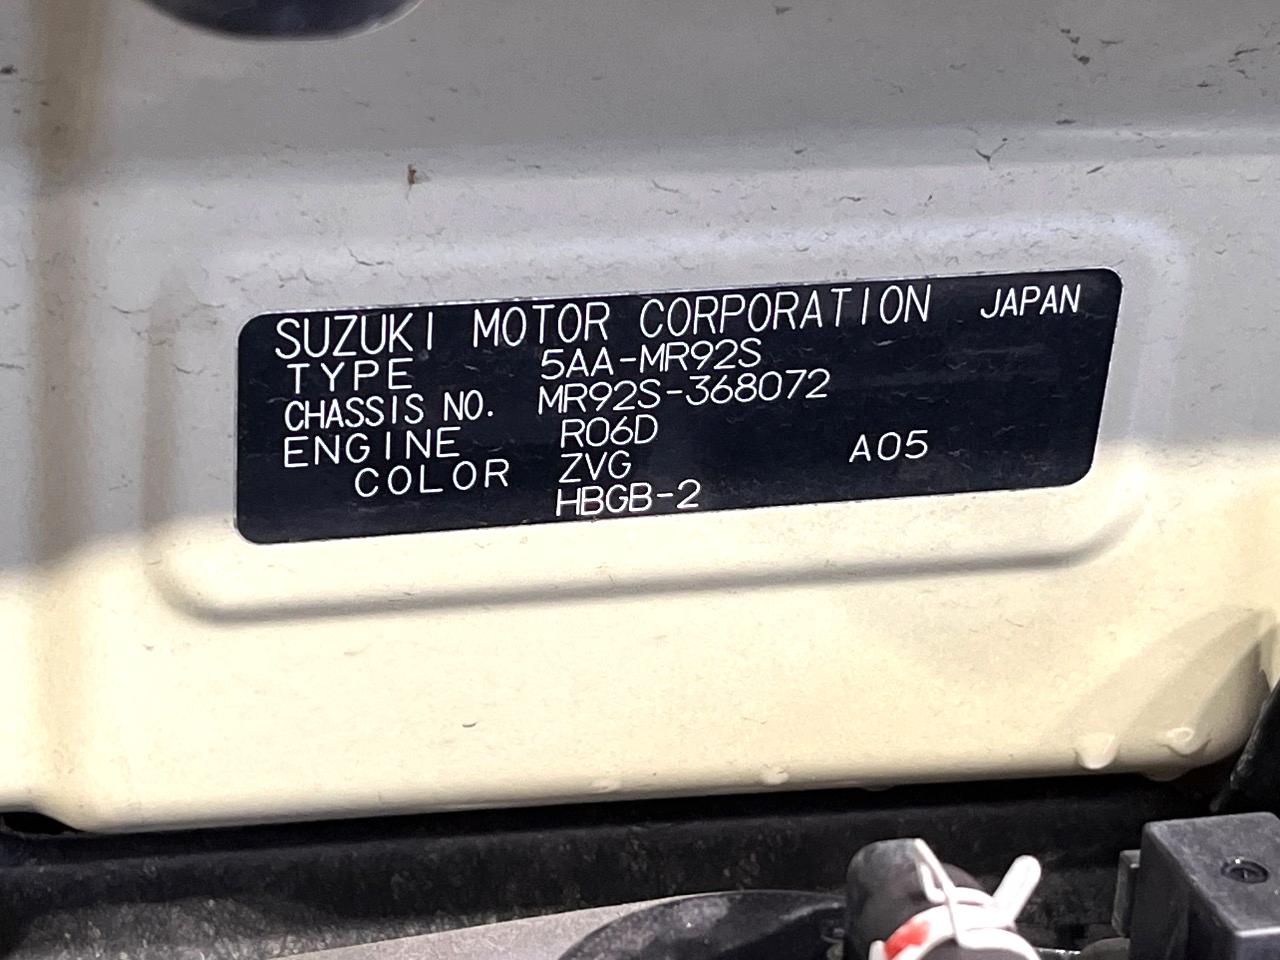 SUZUKI MOTOR CORPORATION JAPAN
TYPE 5AA-MR92S
CHASSIS NO. MR92S-368072
ENGINE R06D
COLOR ZVG A05
HBGB-2